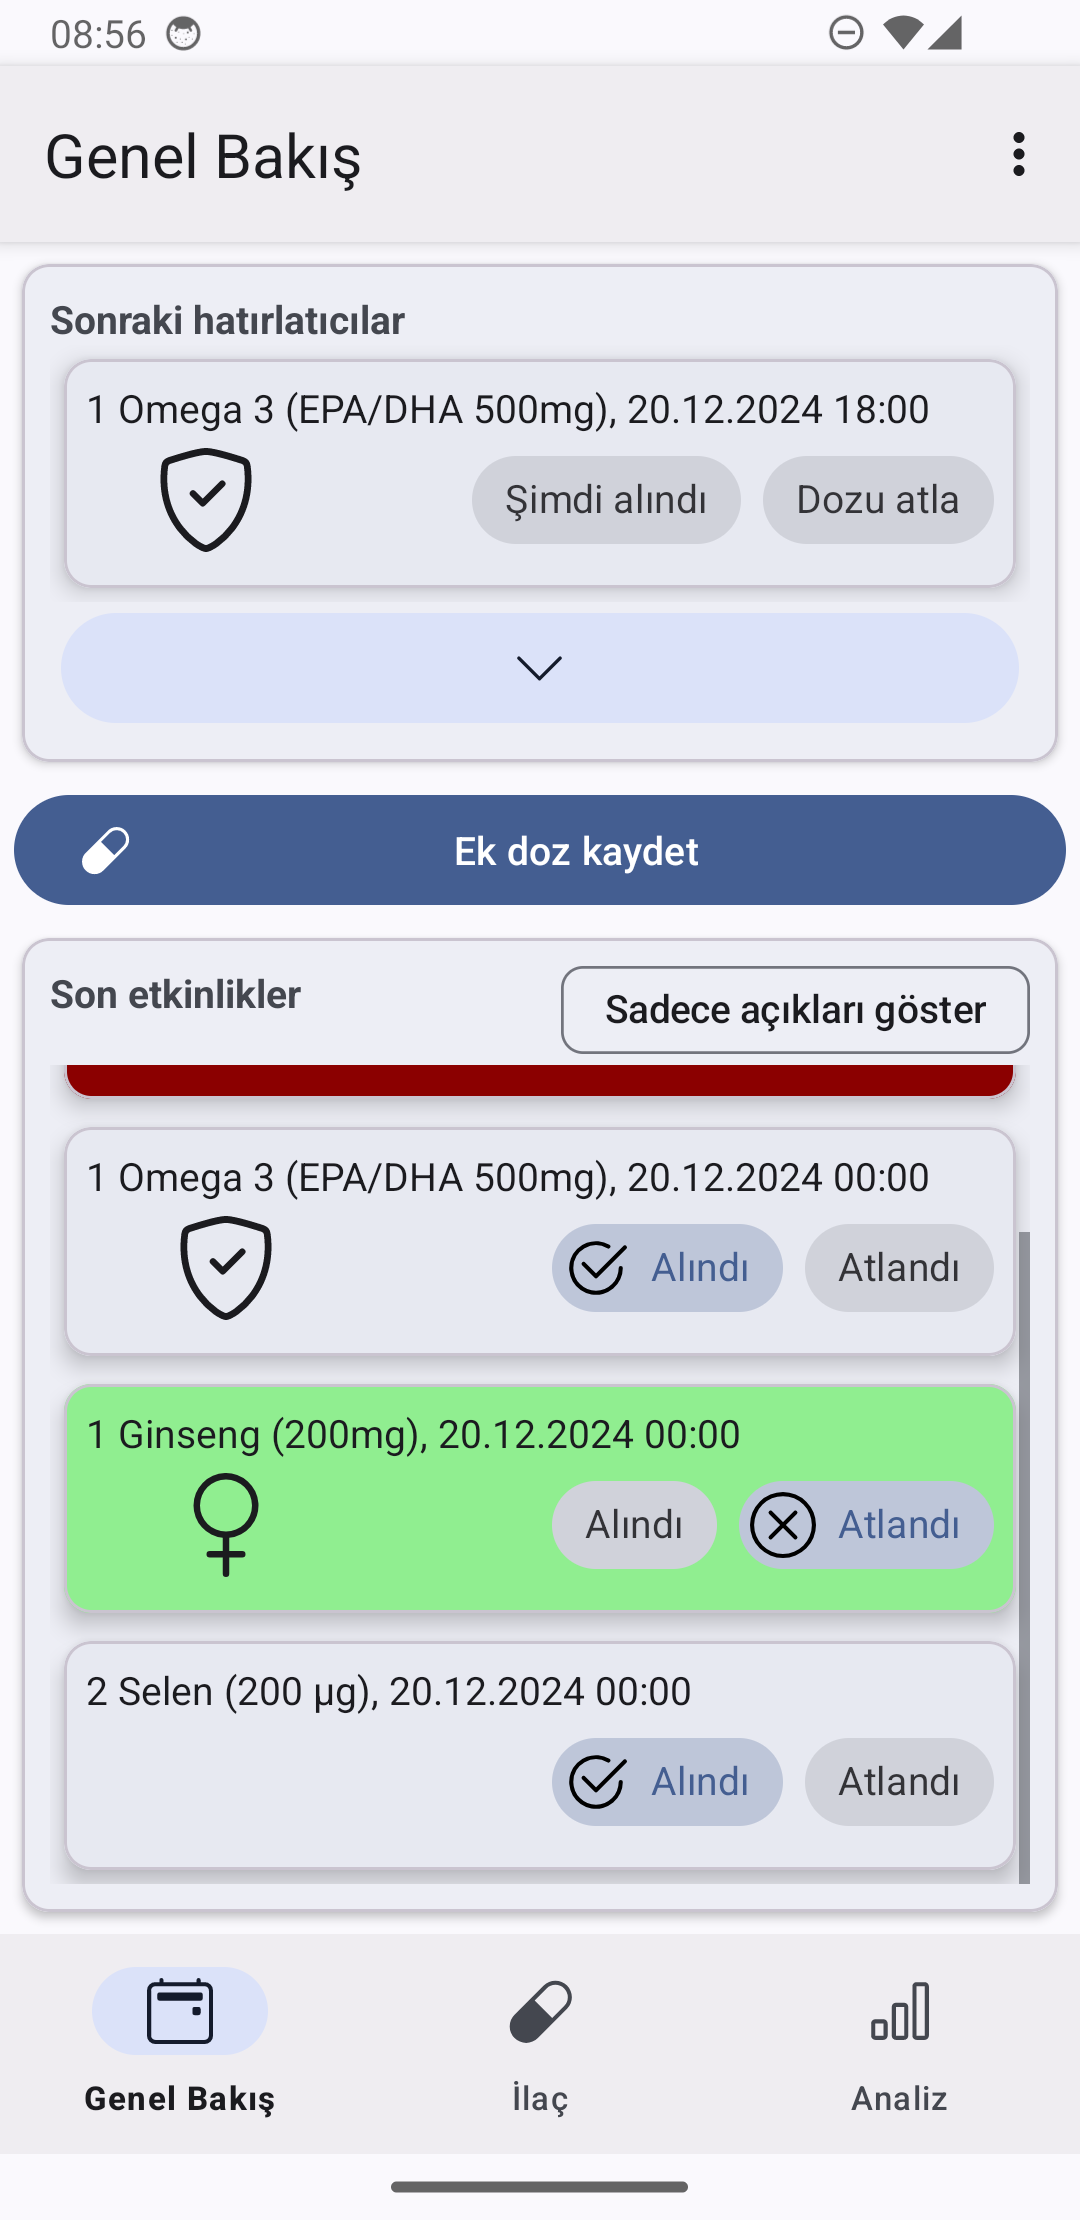 08:56
Genel Bakış
Sonraki hatırlatıcılar
1 Omega 3 (EPA/DHA 500mg), 20.12.2024 18:00
Şimdi alındı
Dozu atla
Ek doz kaydet
Son etkinlikler
Sadece açıkları göster
1 Omega 3 (EPA/DHA 500mg), 20.12.2024 00:00
Alındı
Atlandı
1 Ginseng (200mg), 20.12.2024 00:00
Alındı
Atlandı
2 Selen (200 µg), 20.12.2024 00:00
Alındı
Atlandı
Genel Bakış
İlaç
Analiz